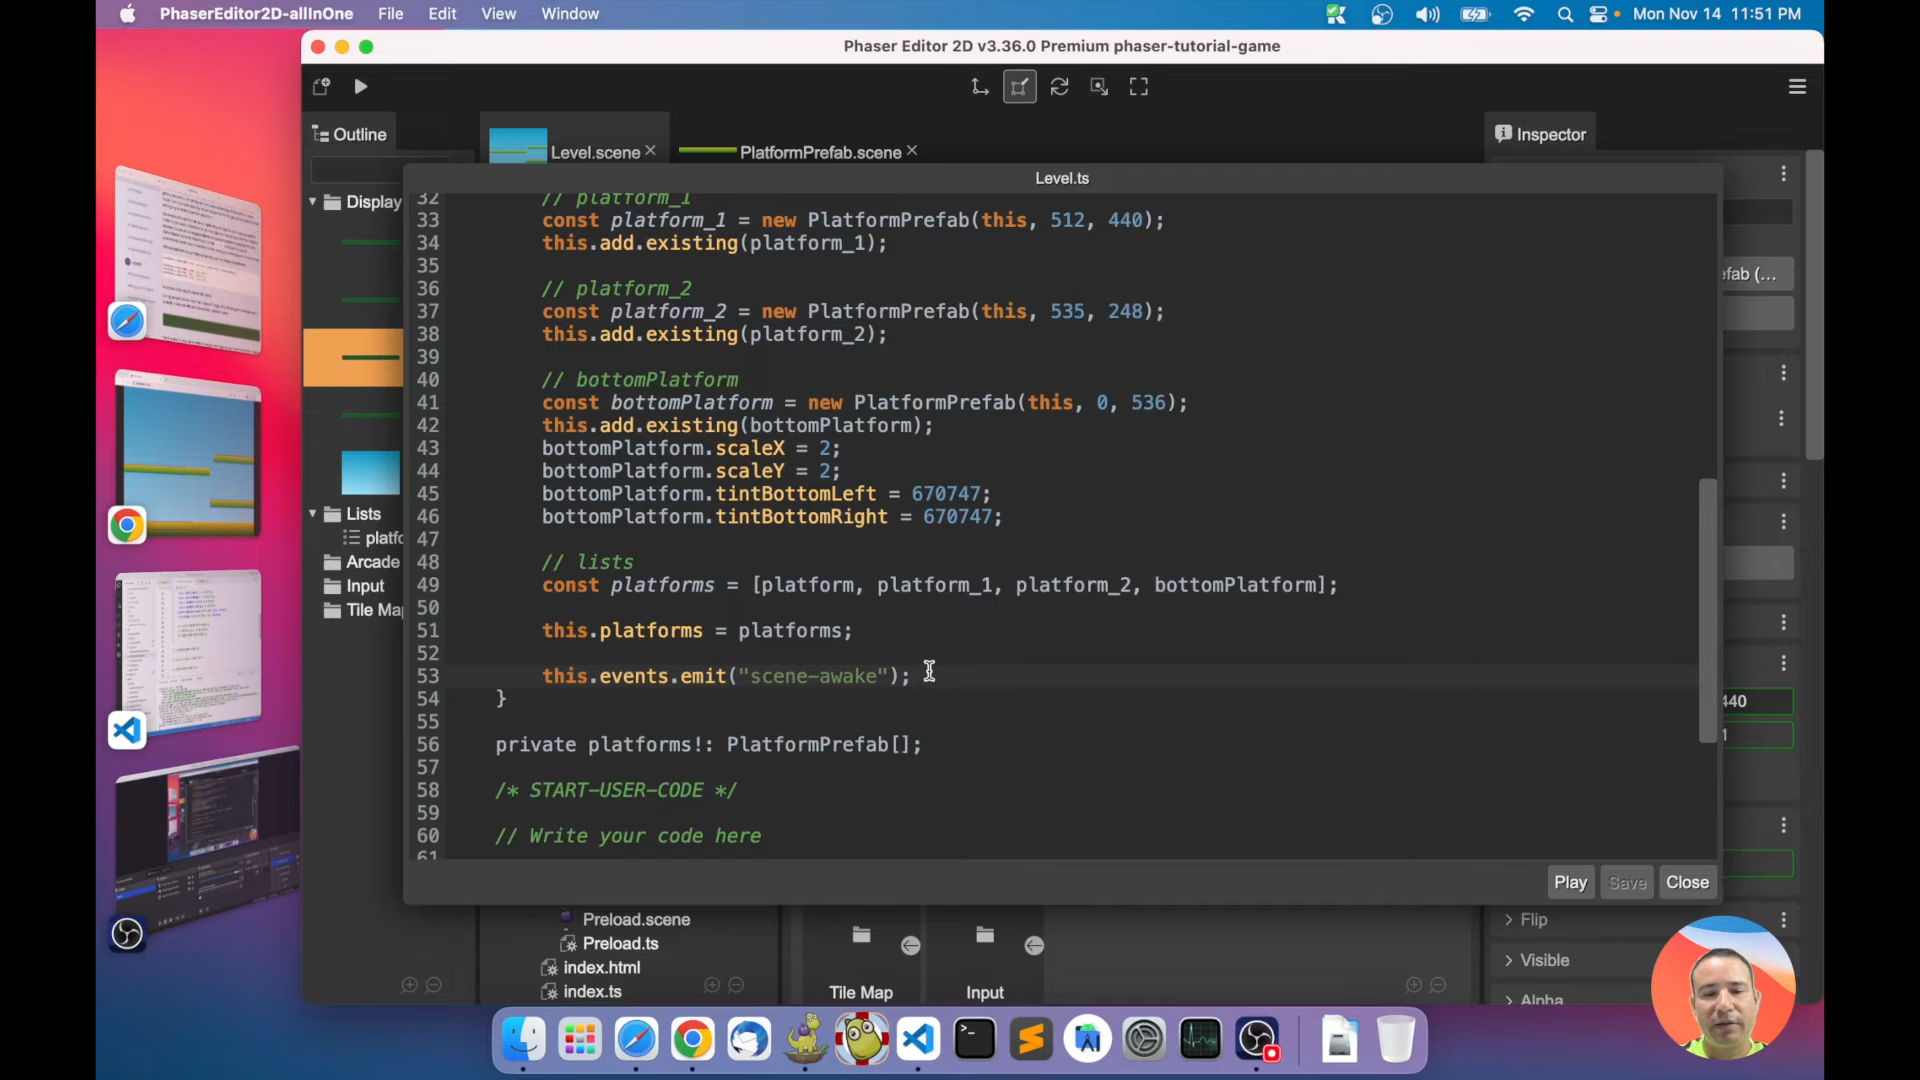 PhaserEditor2D-allInOne File Edit View Window Mon Nov 14 11:51 PM
Phaser Editor 2D v3.36.0 Premium phaser-tutorial-game
Outline
Level.scene
PlatformPrefab.scene
Inspector
Display
Lists
Arcade
Input
Level.ts
32 // platform_1
33 const platform_1 = new PlatformPrefab(this, 512, 440);
34 this.add.existing(platform_1);
35
36 // platform_2
37 const platform_2 = new PlatformPrefab(this, 535, 248);
38 this.add.existing(platform_2);
39
40 // bottomPlatform
41 const bottomPlatform = new PlatformPrefab(this, 0, 536);
42 this.add.existing(bottomPlatform);
43 bottomPlatform.scaleX = 2;
44 bottomPlatform.scaleY = 2;
45 bottomPlatform.tintBottomLeft = 670747;
46 bottomPlatform.tintBottomRight = 670747;
47
48 // lists
49 const platforms = [platform, platform_1, platform_2, bottomPlatform];
50
51 this.platforms = platforms;
52
53 this.events.emit("scene-awake");
54 }
55
56 private platforms!: PlatformPrefab[];
57
58 /* START-USER-CODE */
59
60 // Write your code here
61
Play Save Close
Preload.scene
Preload.ts
index.html
index.ts
Tile Map
Input
Flip
Visible
Alpha